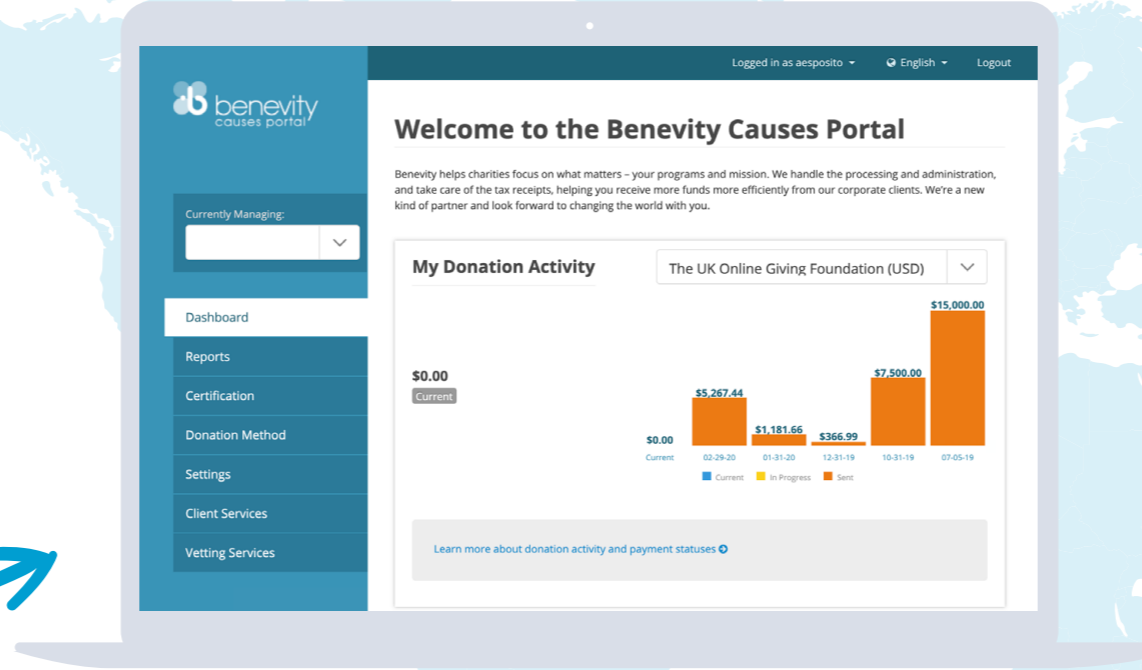 Logged in as aesposito
English
Logout
benevity
causes portal
Currently Managing:
Dashboard
Reports
Certification
Donation Method
Settings
Client Services
Vetting Services
Welcome to the Benevity Causes Portal
Benevity helps charities focus on what matters – your programs and mission. We handle the processing and administration,
and take care of the tax receipts, helping you receive more funds more efficiently from our corporate clients. We're a new
kind of partner and look forward to changing the world with you.
My Donation Activity
The UK Online Giving Foundation (USD)
$0.00
Current
$0.00
$5,267.44
$1,181.66
$366.99
$7,500.00
$15,000.00
Current
02-29-20
01-31-20
12-31-19
10-31-19
07-05-19
Current
In Progress
Sent
Learn more about donation activity and payment statuses